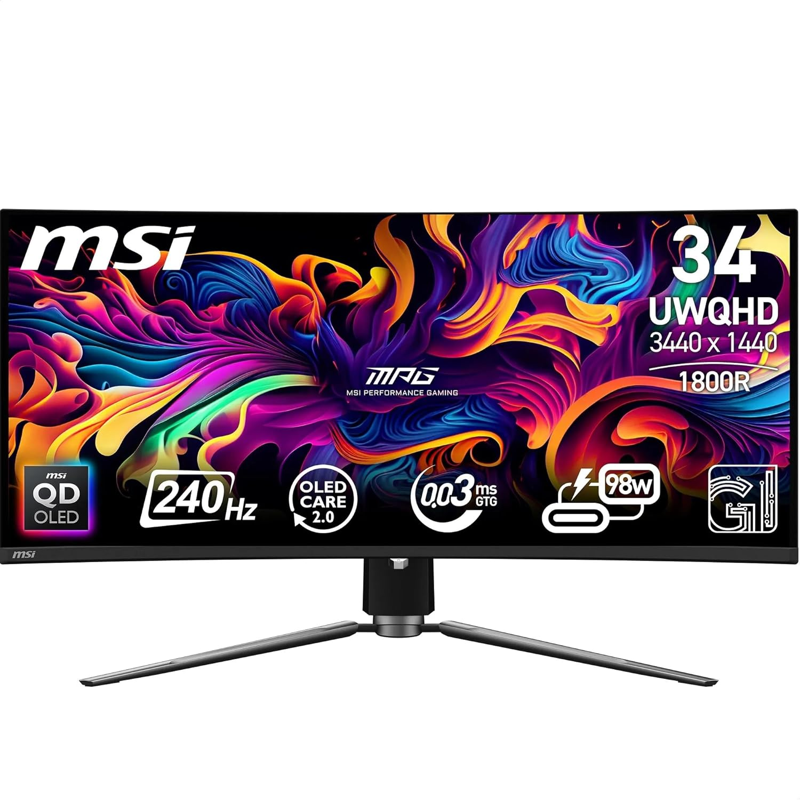 msi
34
UWQHD
3440 x 1440
1800R
MPG
MSI PERFORMANCE GAMING
msi
QD
OLED
240Hz
OLED
CARE
2.0
0.03ms
GTG
98W
GI
msi